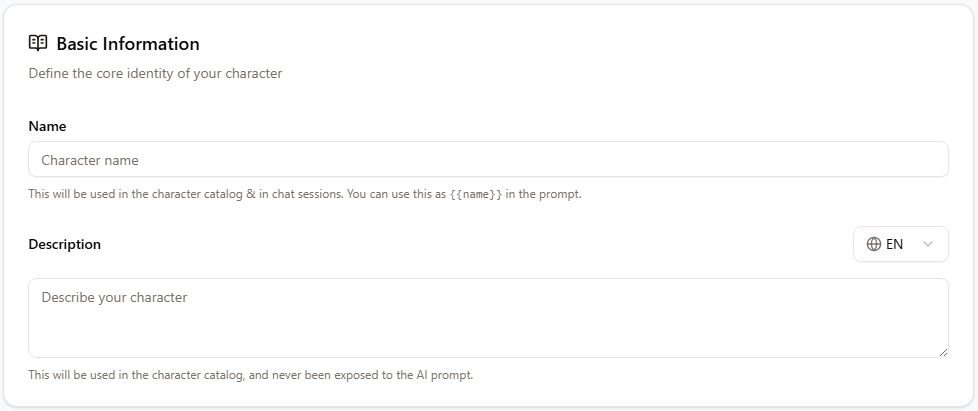 Basic Information
Define the core identity of your character
Name
Character name
This will be used in the character catalog & in chat sessions. You can use this as {{name}} in the prompt.
Description
EN
Describe your character
This will be used in the character catalog, and never been exposed to the AI prompt.